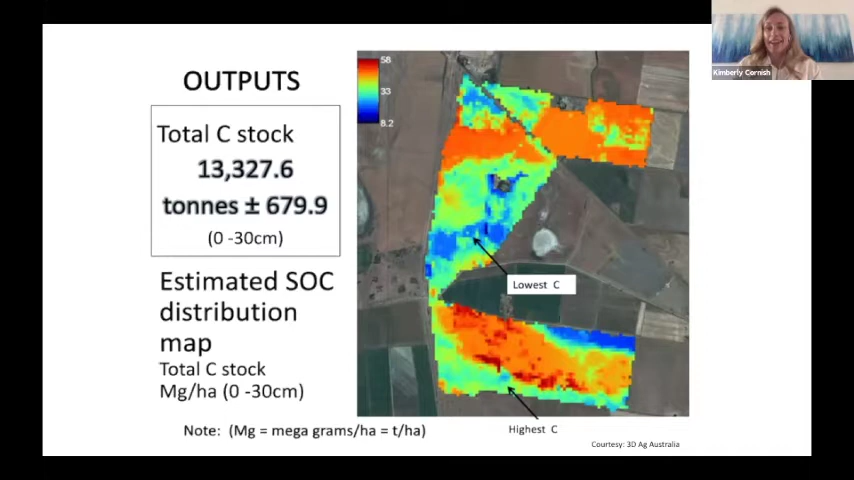 OUTPUTS
Total C stock
13,327.6
tonnes ± 679.9
(0 -30cm)
Estimated SOC
distribution
map
Total C stock
Mg/ha (0 -30cm)
Note: (Mg = mega grams/ha = t/ha)
58
33
8.2
Lowest C
Highest C
Courtesy: 3D Ag Australia
Kimberly Cornish